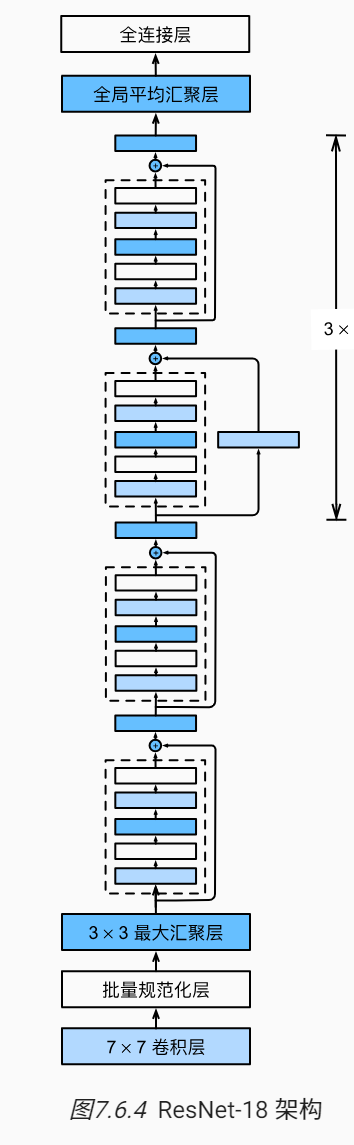 全连接层
全局平均汇聚层
3 ×
3 × 3 最大汇聚层
批量规范化层
7 × 7 卷积层
图7.6.4 ResNet-18 架构